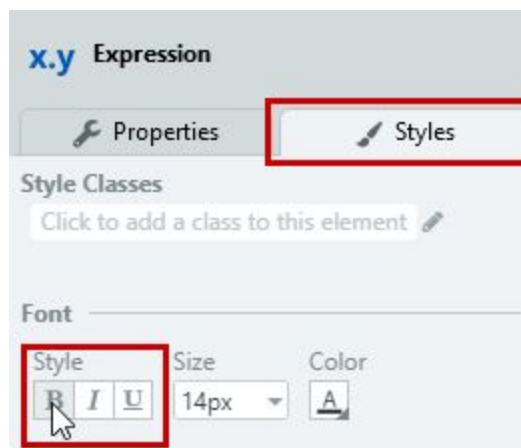 x.y Expression
Properties Styles
Style Classes
Click to add a class to this element
Font
Style Size Color
B I U 14px A